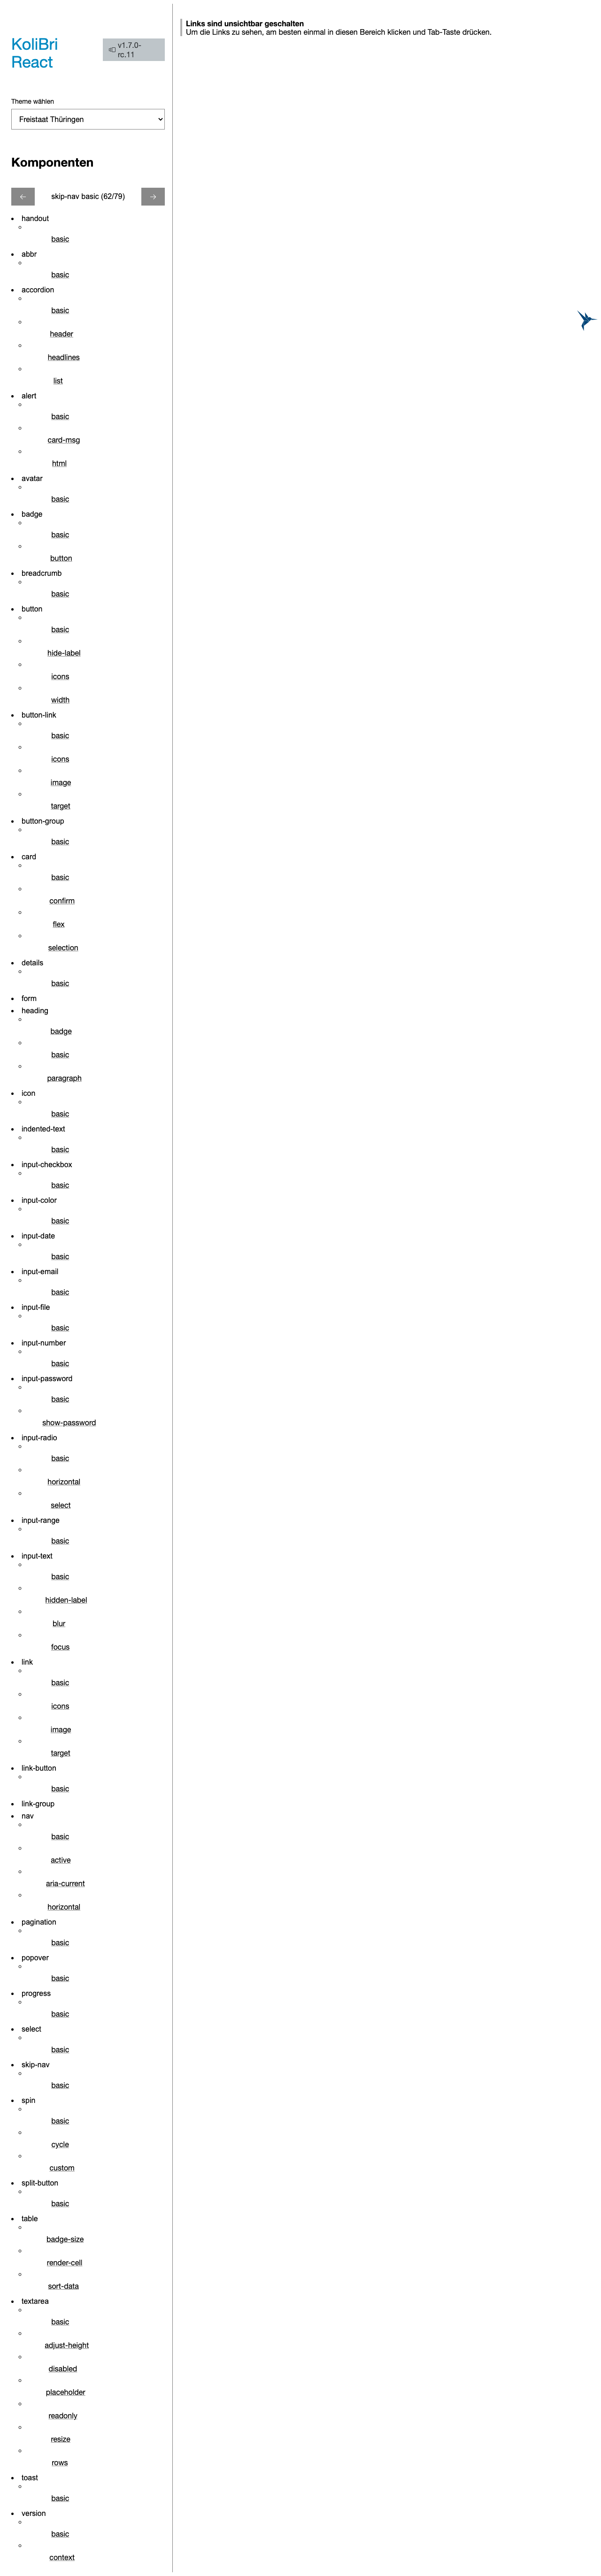 KoliBri
React
v1.7.0-
rc.11
Theme wählen
Freistaat Thüringen
Komponenten
skip-nav basic (62/79)
handout
basic
abbr
basic
accordion
basic
header
headlines
list
alert
basic
card-msg
html
avatar
basic
badge
basic
button
breadcrumb
basic
button
basic
hide-label
icons
width
button-link
basic
icons
image
target
button-group
basic
card
basic
confirm
flex
selection
details
basic
form
heading
badge
basic
paragraph
icon
basic
indented-text
basic
input-checkbox
basic
input-color
basic
input-date
basic
input-email
basic
input-file
basic
input-number
basic
input-password
basic
show-password
input-radio
basic
horizontal
select
input-range
basic
input-text
basic
hidden-label
blur
focus
link
basic
icons
image
target
link-button
basic
link-group
nav
basic
active
aria-current
horizontal
pagination
basic
popover
basic
progress
basic
select
basic
skip-nav
basic
spin
basic
cycle
custom
split-button
basic
table
badge-size
render-cell
sort-data
textarea
basic
adjust-height
disabled
placeholder
readonly
resize
rows
toast
basic
version
basic
context
Links sind unsichtbar geschalten
Um die Links zu sehen, am besten einmal in diesen Bereich klicken und Tab-Taste drücken.